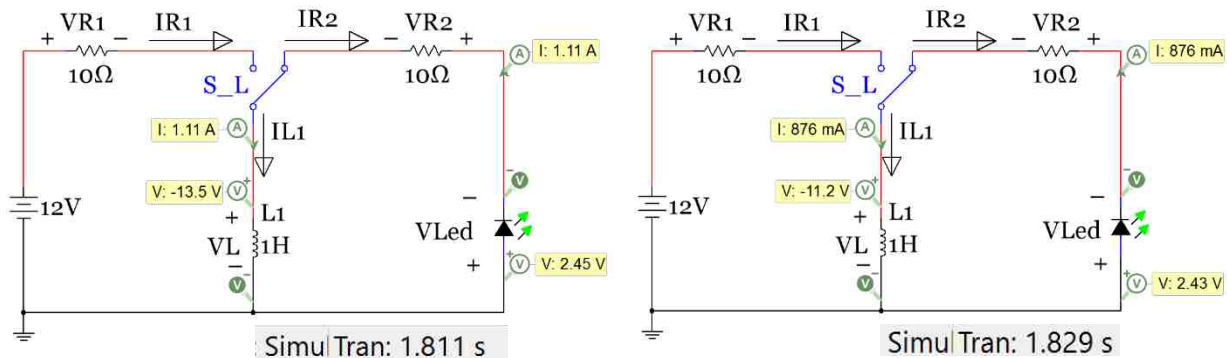 VR1 IR1 IR2 VR2
+ − − +
I: 1.11 A
10Ω 10Ω
S_L
I: 1.11 A A IL1
V: -13.5 V V
12V
+ L1
VL 1H
−
V
− V
−
VLed
+
V: 2.45 V
Simul Tran: 1.811 s
VR1 IR1 IR2 VR2
+ − − +
I: 876 mA
10Ω 10Ω
S_L
I: 876 mA A IL1
V: -11.2 V V
12V
+ L1
VL 1H
−
V
− V
−
VLed
+
V: 2.43 V
Simul Tran: 1.829 s